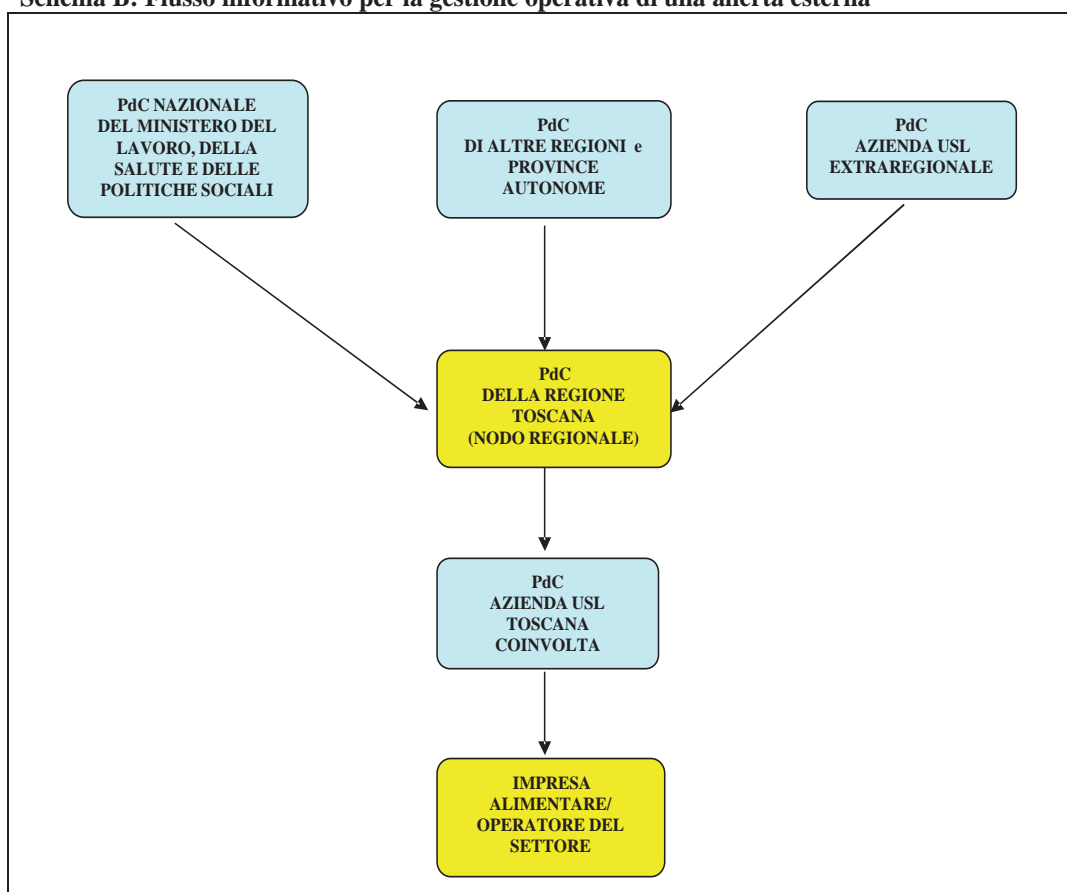 Schema B: Flusso informativo per la gestione operativa di una allerta esterna
PdC NAZIONALE
DEL MINISTERO DEL
LAVORO, DELLA
SALUTE E DELLE
POLITICHE SOCIALI
PdC
DI ALTRE REGIONI e
PROVINCE
AUTONOME
PdC
AZIENDA USL
EXTRAREGIONALE
PdC
DELLA REGIONE
TOSCANA
(NODO REGIONALE)
PdC
AZIENDA USL
TOSCANA
COINVOLTA
IMPRESA
ALIMENTARE/
OPERATORE DEL
SETTORE